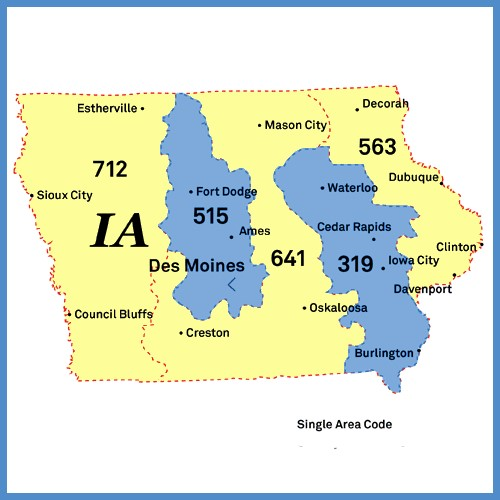 Decorah
Estherville
Mason City
563
712
Dubuque
Sioux City
Fort Dodge
Waterloo
515
IA
Ames
Cedar Rapids
Clinton
641
319
Iowa City
Des Moines
Davenport
Council Bluffs
Oskaloosa
Creston
Burlington
Single Area Code